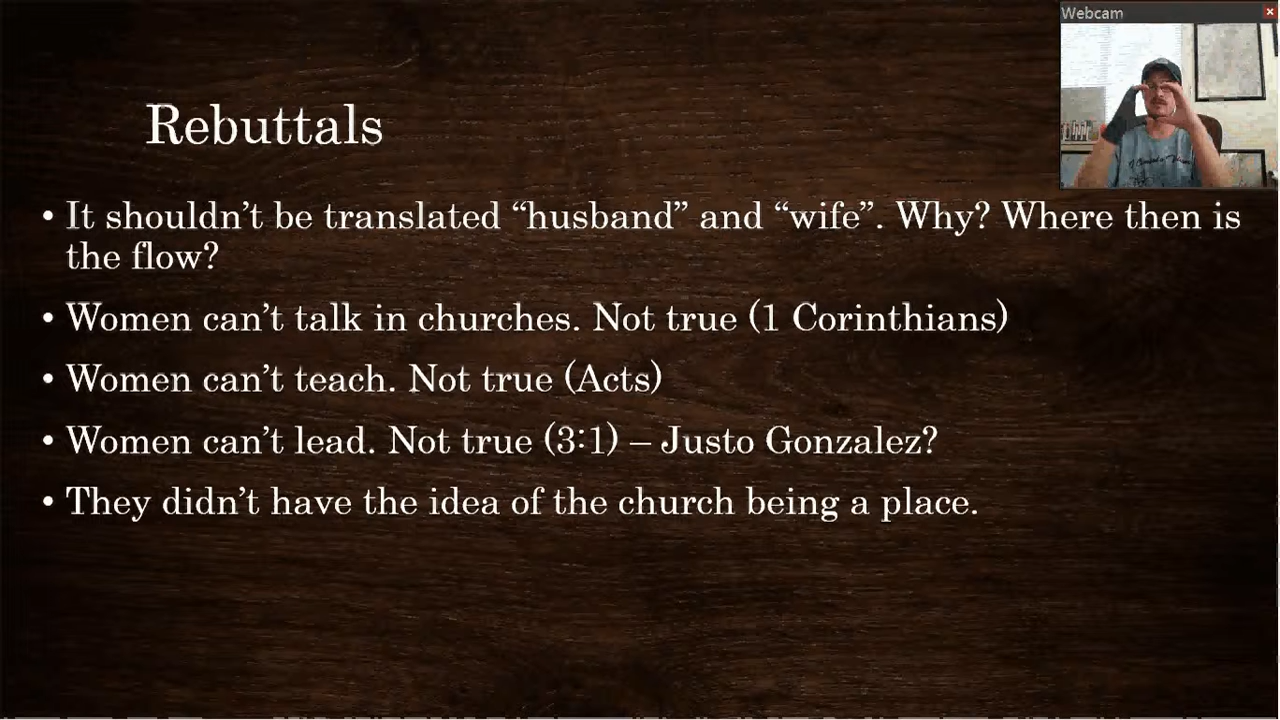 Webcam
Rebuttals
• It shouldn’t be translated “husband” and “wife”. Why? Where then is
the flow?
• Women can’t talk in churches. Not true (1 Corinthians)
• Women can’t teach. Not true (Acts)
• Women can’t lead. Not true (3:1) – Justo Gonzalez?
• They didn’t have the idea of the church being a place.